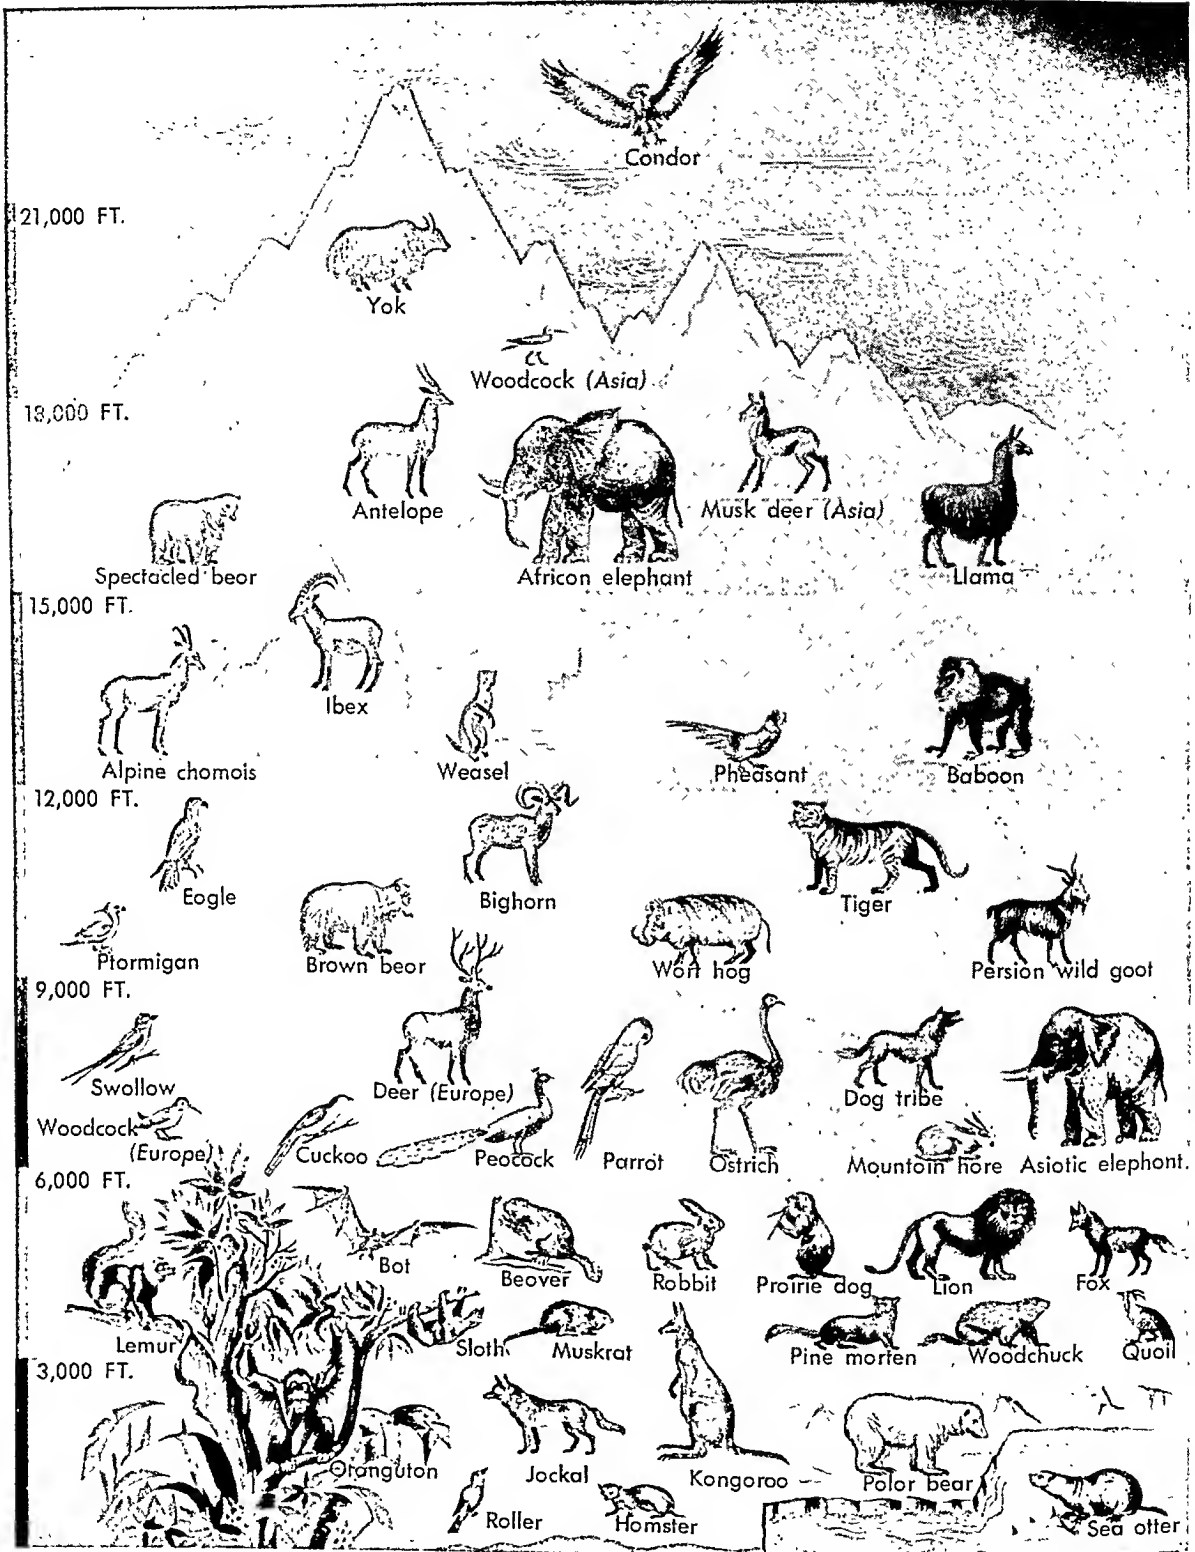 Condor
21,000 FT.
Yok
Woodcock (Asia)
18,000 FT.
Antelope
Musk deer (Asia)
Spectacled beor
Africon elephant
Llama
15,000 FT.
Ibex
Alpine chomois
Weasel
Pheasant
Baboon
12,000 FT.
Eogle
Bighorn
Tiger
Ptormigan
Brown beor
Wort hog
Persion wild goot
9,000 FT.
Swollow
Deer (Europe)
Dog tribe
Woodcock
(Europe)
Cuckoo
Peocock
Parrot
Ostrich
Mountoin hore
Asiotic elephont.
6,000 FT.
Bot
Beover
Robbit
Proirie dog
Lion
Fox
Lemur
Sloth
Muskrat
Pine morten
Woodchuck
Quoil
3,000 FT.
Oronguton
Jockal
Kongoroo
Polor bear
Roller
Homster
Sea otter